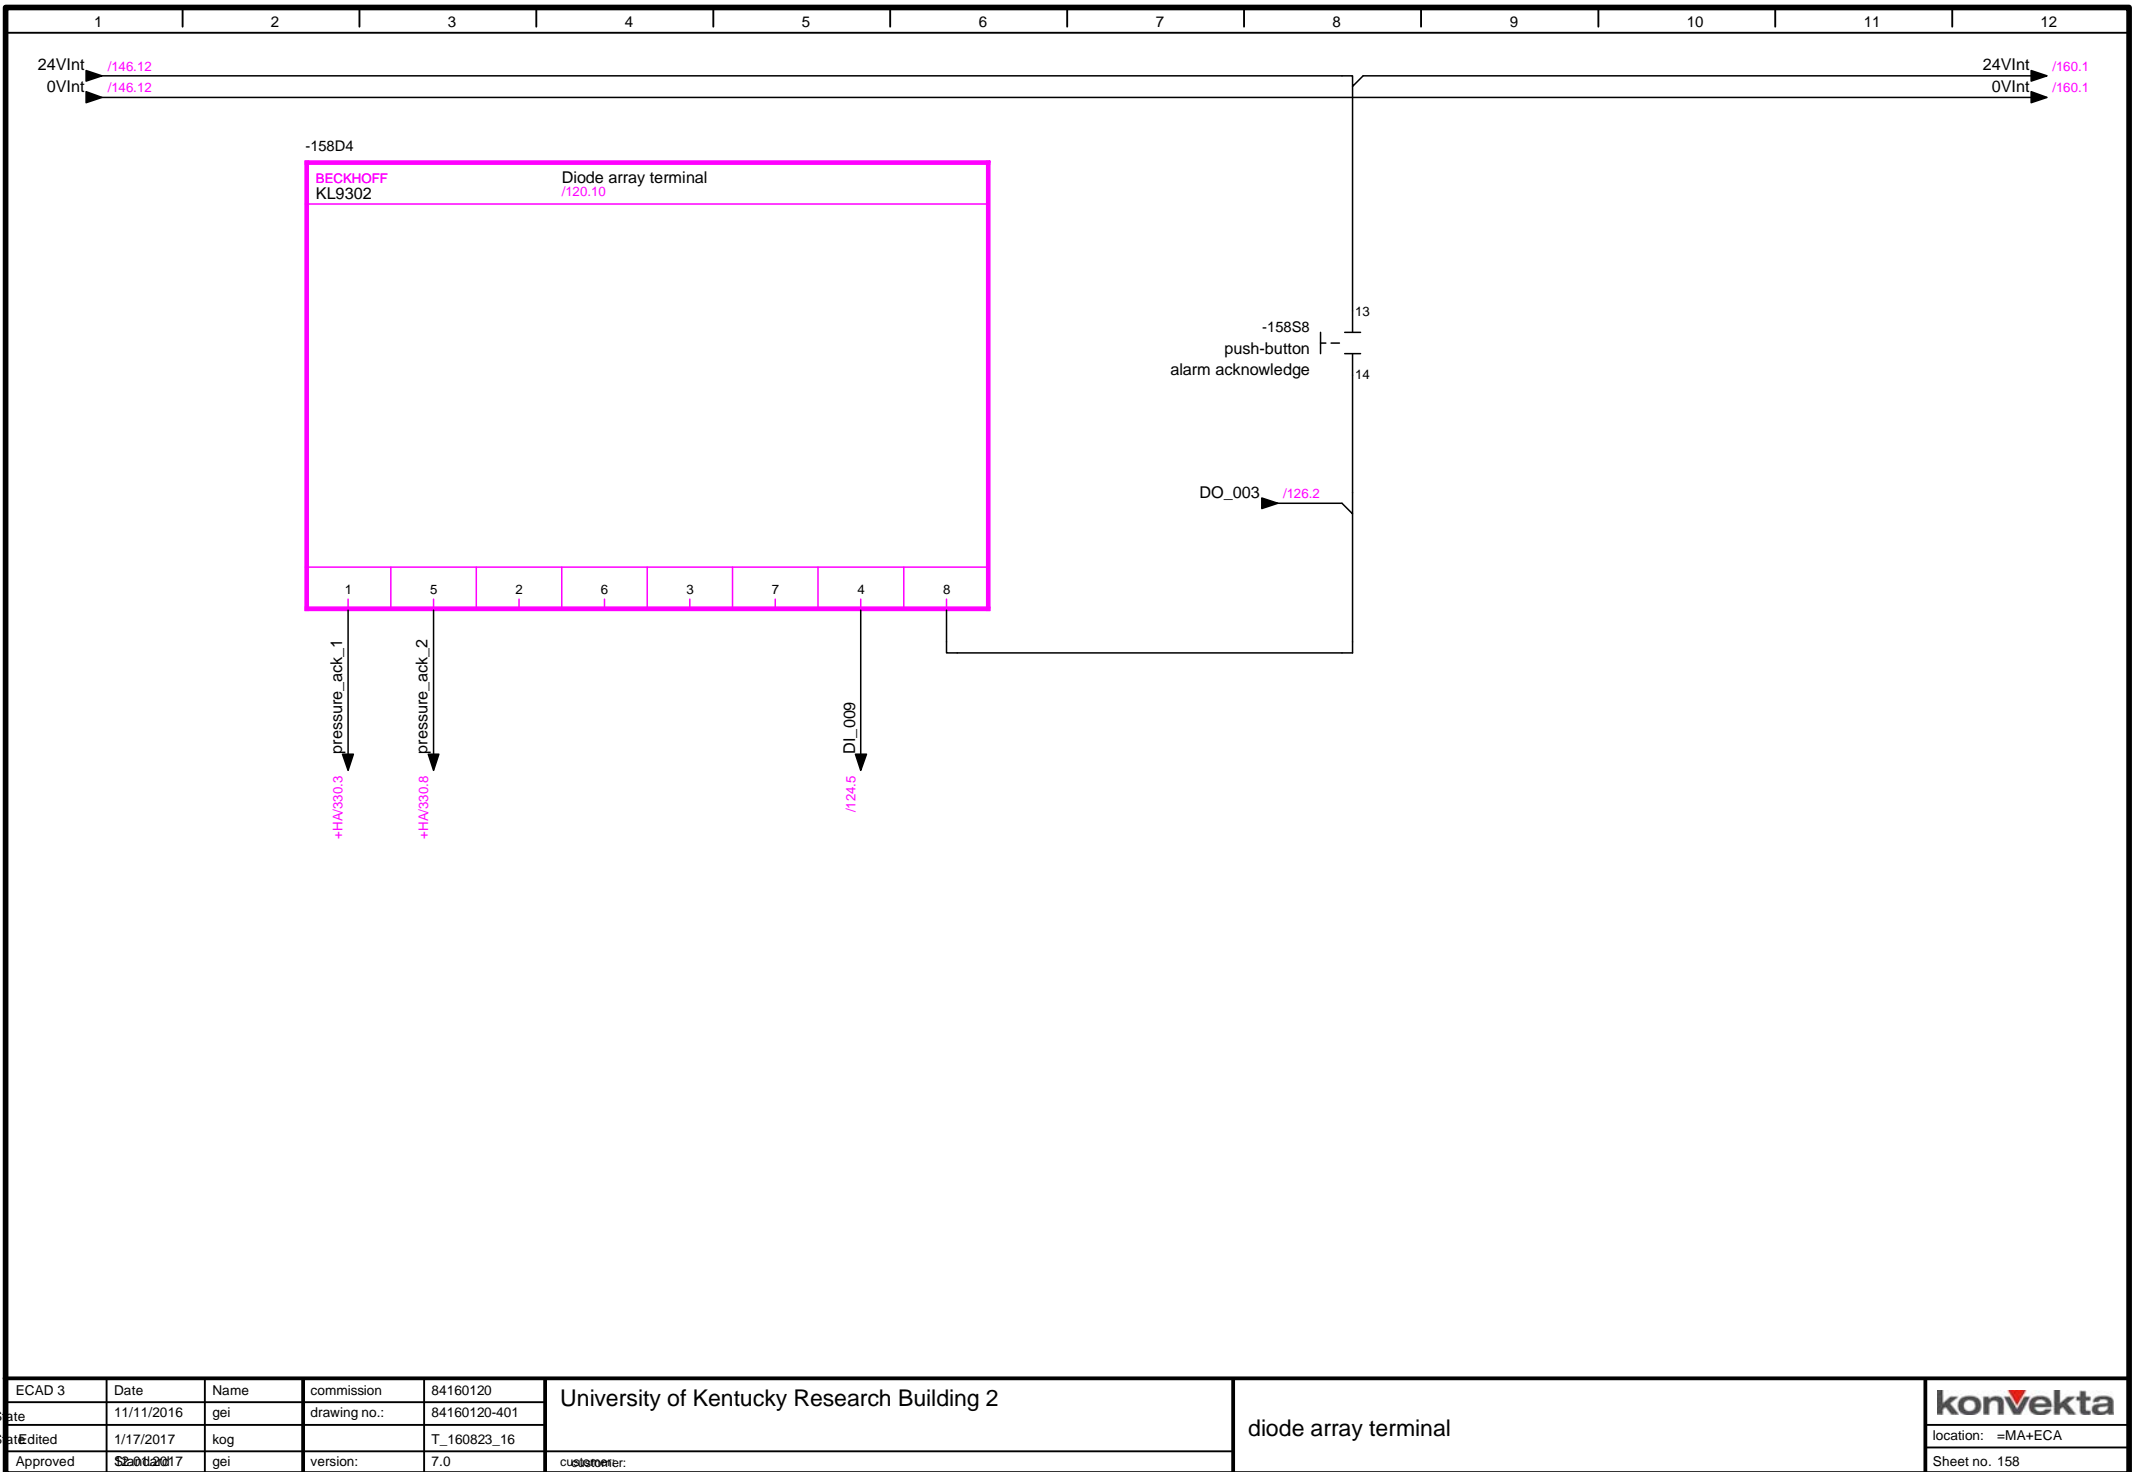 1 2 3 4 5 6 7 8 9 10 11 12
24VInt /146.12 24VInt /160.1
0VInt /146.12 0VInt /160.1
-158D4
BECKHOFF Diode array terminal
KL9302 /120.10
13
-158S8
push-button
alarm acknowledge
14
DO_003 /126.2
1 5 2 6 3 7 4 8
pressure_ack_1
pressure_ack_2
DI_009
+HA/330.3
+HA/330.8
/124.5
ECAD 3 Date Name commission 84160120
11/11/2016 gei drawing no.: 84160120-401
Edited 1/17/2017 kog T_160823_16
Approved gei version: 7.0
University of Kentucky Research Building 2
customer:
diode array terminal
konvekta
location: =MA+ECA
Sheet no. 158